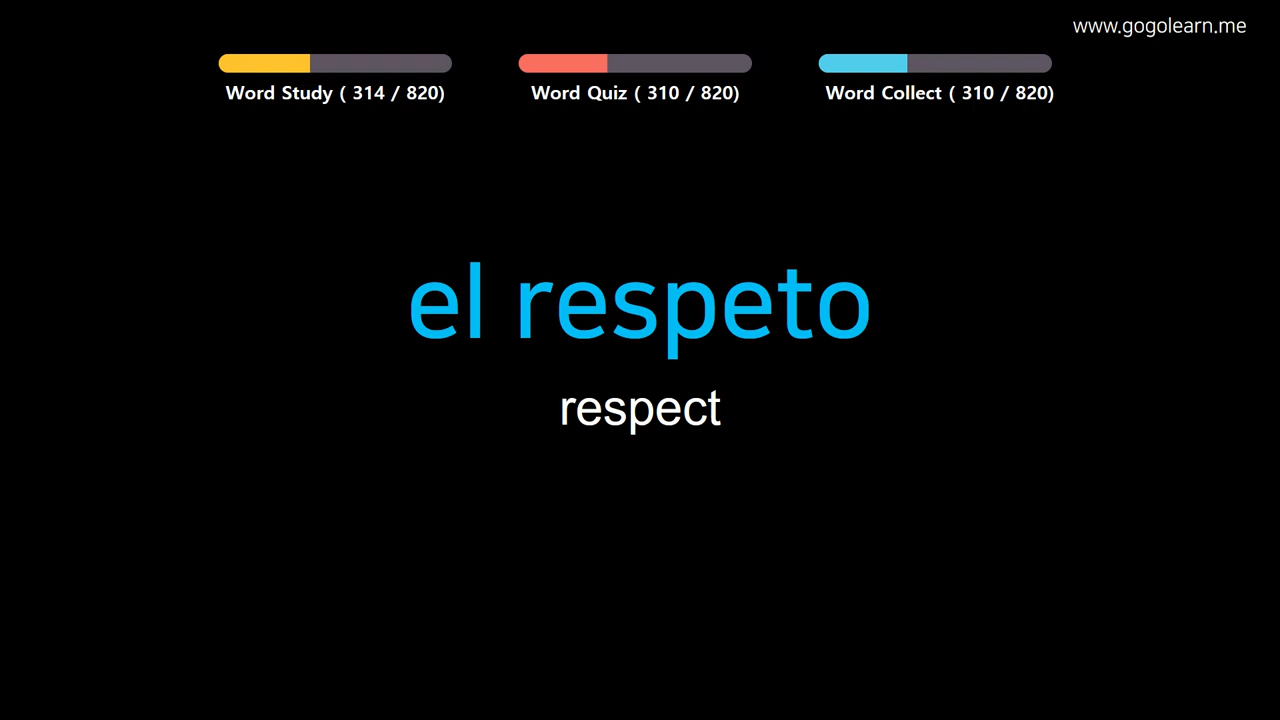 www.gogolearn.me
Word Study ( 314 / 820)
Word Quiz ( 310 / 820)
Word Collect ( 310 / 820)
el respeto
respect